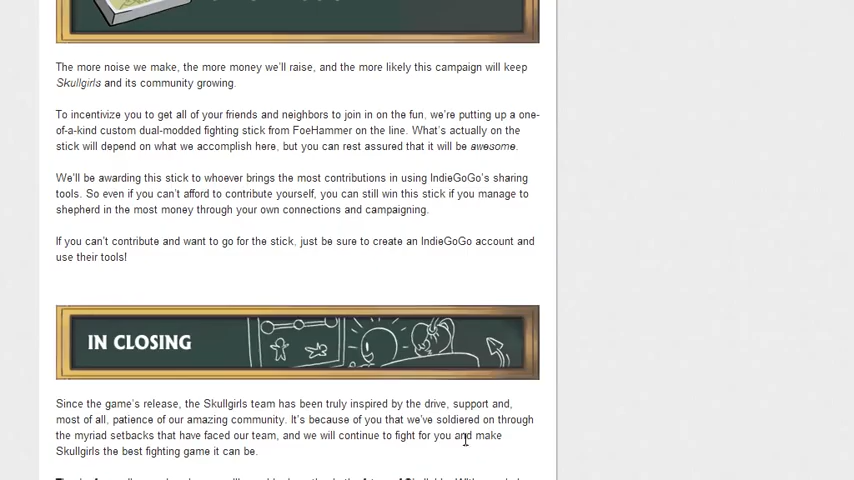 The more noise we make, the more money we'll raise, and the more likely this campaign will keep
Skullgirls and its community growing.
To incentivize you to get all of your friends and neighbors to join in on the fun, we're putting up a one-
of-a-kind custom dual-modded fighting stick from FoeHammer on the line. What's actually on the
stick will depend on what we accomplish here, but you can rest assured that it will be awesome.
We'll be awarding this stick to whoever brings the most contributions in using IndieGoGo's sharing
tools. So even if you can't afford to contribute yourself, you can still win this stick if you manage to
shepherd in the most money through your own connections and campaigning.
If you can't contribute and want to go for the stick, just be sure to create an IndieGoGo account and
use their tools!
IN CLOSING
Since the game's release, the Skullgirls team has been truly inspired by the drive, support and,
most of all, patience of our amazing community. It's because of you that we've soldiered on through
the myriad setbacks that have faced our team, and we will continue to fight for you and make
Skullgirls the best fighting game it can be.